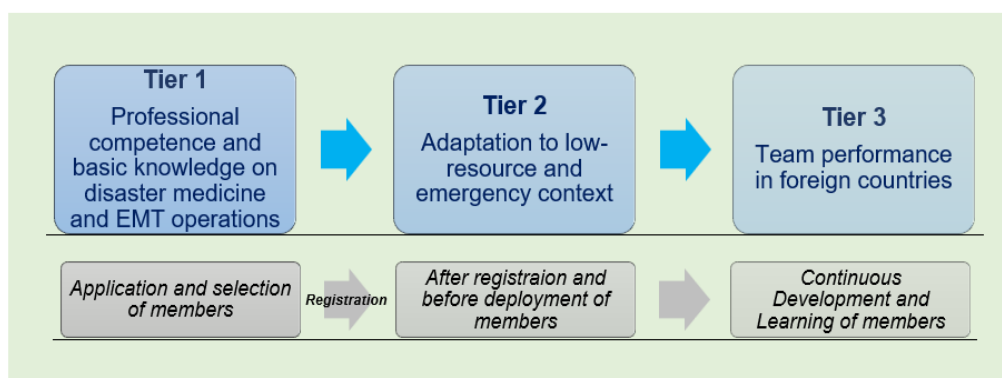 Tier 1
Professional
competence and
basic knowledge on
disaster medicine
and EMT operations
Tier 2
Adaptation to low-
resource and
emergency context
Tier 3
Team performance
in foreign countries
Application and selection
of members
Registration
After registraion and
before deployment of
members
Continuous
Development and
Learning of members